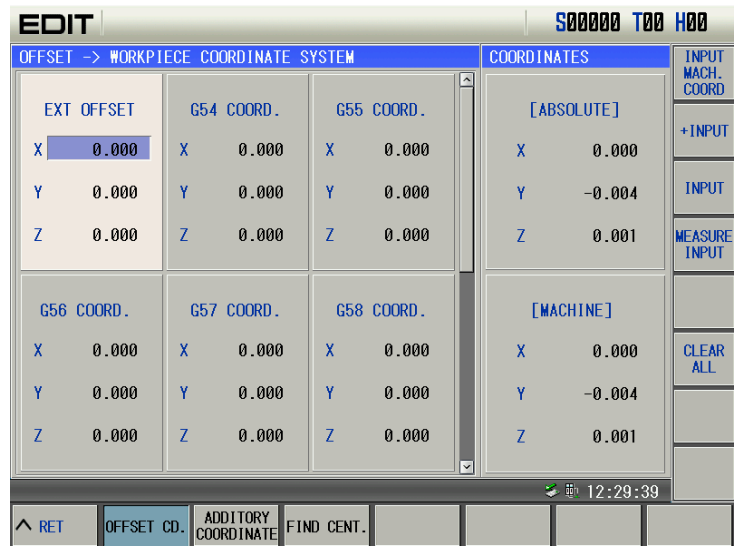 EDIT
S00000 T00 H00
OFFSET -> WORKPIECE COORDINATE SYSTEM
COORDINATES
EXT OFFSET
X 0.000
Y 0.000
Z 0.000
G54 COORD.
X 0.000
Y 0.000
Z 0.000
G55 COORD.
X 0.000
Y 0.000
Z 0.000
[ABSOLUTE]
X 0.000
Y -0.004
Z 0.001
G56 COORD.
X 0.000
Y 0.000
Z 0.000
G57 COORD.
X 0.000
Y 0.000
Z 0.000
G58 COORD.
X 0.000
Y 0.000
Z 0.000
[MACHINE]
X 0.000
Y -0.004
Z 0.001
INPUT
MACH.
COORD
+INPUT
INPUT
MEASURE
INPUT
CLEAR
ALL
12:29:39
RET
OFFSET CD.
ADDITORY
COORDINATE
FIND CENT.